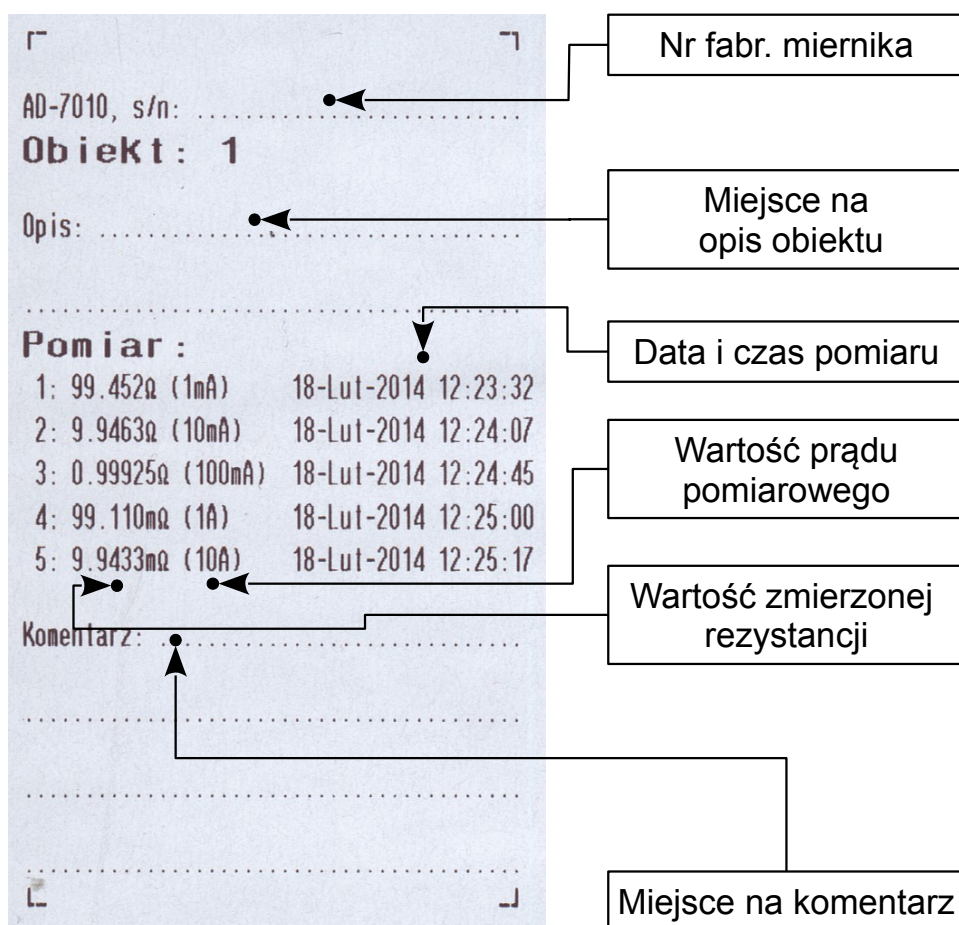 AD-7010, s/n: ..............................
Obiekt: 1
Opis: ........................................
................................................
Pomiar:
1: 99.452Ω (1mA) 18-Lut-2014 12:23:32
2: 9.9463Ω (10mA) 18-Lut-2014 12:24:07
3: 0.99925Ω (100mA) 18-Lut-2014 12:24:45
4: 99.110mΩ (1A) 18-Lut-2014 12:25:00
5: 9.9433mΩ (10A) 18-Lut-2014 12:25:17
Komentarz: ..................................
................................................
................................................
................................................
Nr fabr. miernika
Miejsce na
opis obiektu
Data i czas pomiaru
Wartość prądu
pomiarowego
Wartość zmierzonej
rezystancji
Miejsce na komentarz